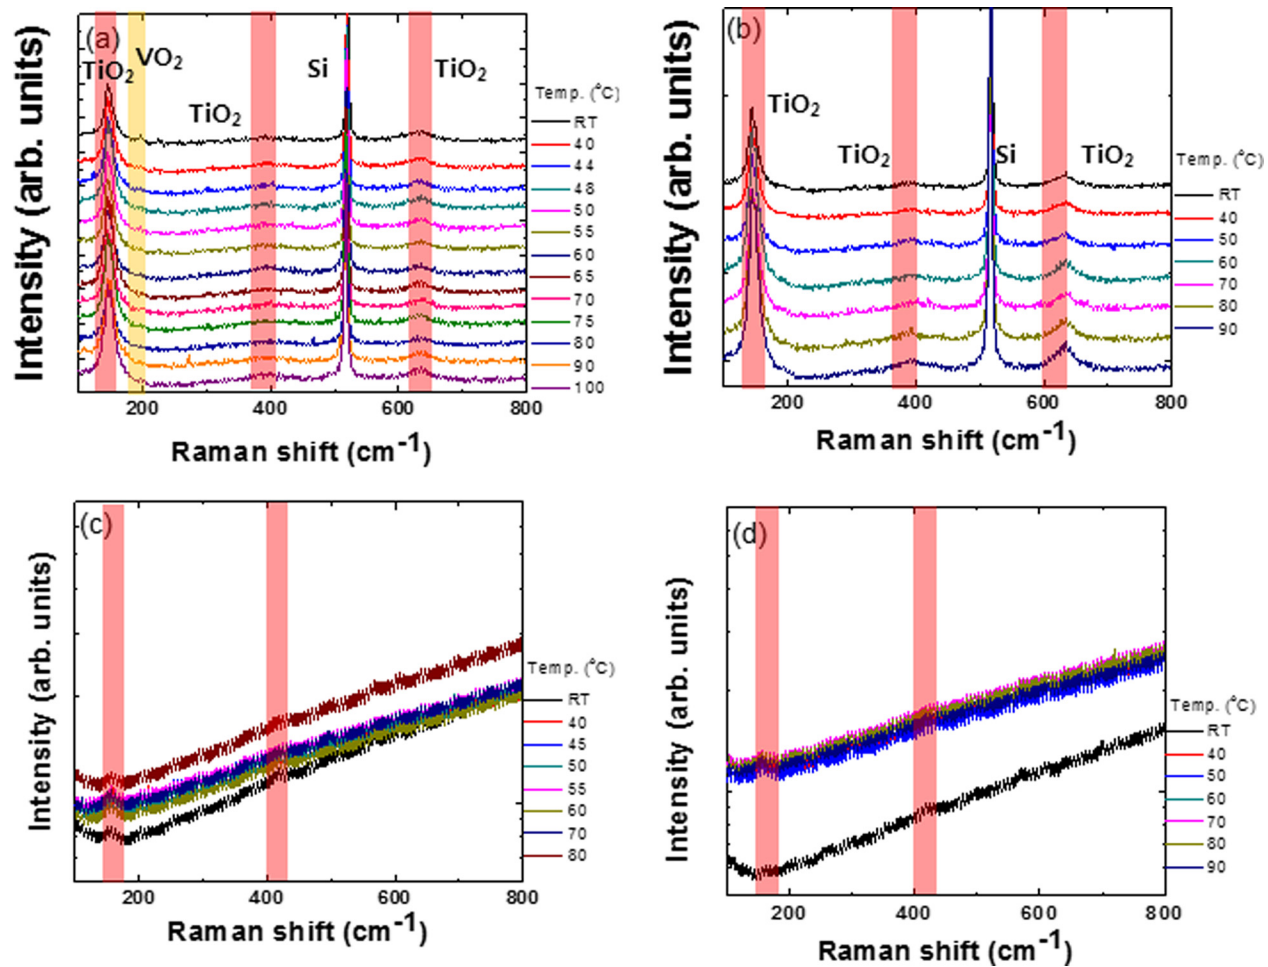 (a)
TiO2
VO2
TiO2
Si
TiO2
Temp. (°C)
RT
40
44
48
50
55
60
65
70
75
80
90
100
Intensity (arb. units)
200
400
600
800
Raman shift (cm-1)
(b)
TiO2
TiO2
Si
TiO2
Temp. (°C)
RT
40
50
60
70
80
90
Intensity (arb. units)
200
400
600
800
Raman shift (cm-1)
(c)
Temp. (°C)
RT
40
45
50
55
60
70
80
Intensity (arb. units)
200
400
600
800
Raman shift (cm-1)
(d)
Temp. (°C)
RT
40
50
60
70
80
90
Intensity (arb. units)
200
400
600
800
Raman shift (cm-1)